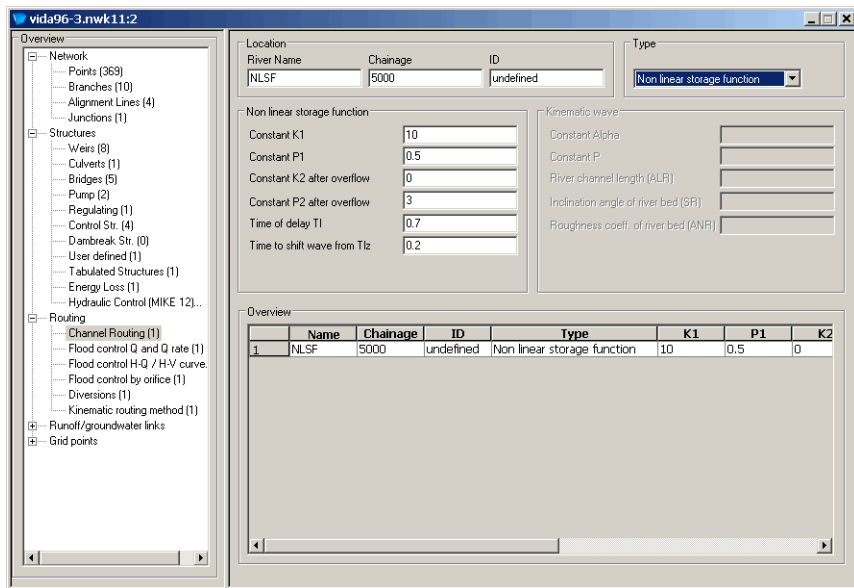 vida96-3.nwk11:2
Overview
Network
Points (369)
Branches (10)
Alignment Lines (4)
Junctions (1)
Structures
Weirs (8)
Culverts (1)
Bridges (5)
Pump (2)
Regulating (1)
Control Str. (4)
Dambreak Str. (0)
User defined (1)
Tabulated Structures (1)
Energy Loss (1)
Hydraulic Control (MIKE 12)...
Routing
Channel Routing (1)
Flood control Q and Q rate (1)
Flood control H-Q / H-V curve.
Flood control by orifice (1)
Diversions (1)
Kinematic routing method (1)
Runoff/groundwater links
Grid points
Location
River Name Chainage ID
NLSF 5000 undefined
Type
Non linear storage function
Non linear storage function
Constant K1 10
Constant P1 0.5
Constant K2 after overflow 0
Constant P2 after overflow 3
Time of delay Tl 0.7
Time to shift wave from Tlz 0.2
Kinematic wave
Constant Alpha
Constant P
River channel length (ALR)
Inclination angle of river bed (SR)
Roughness coeff. of river bed (ANR)
Overview
Name Chainage ID Type K1 P1 K2
1 NLSF 5000 undefined Non linear storage function 10 0.5 0